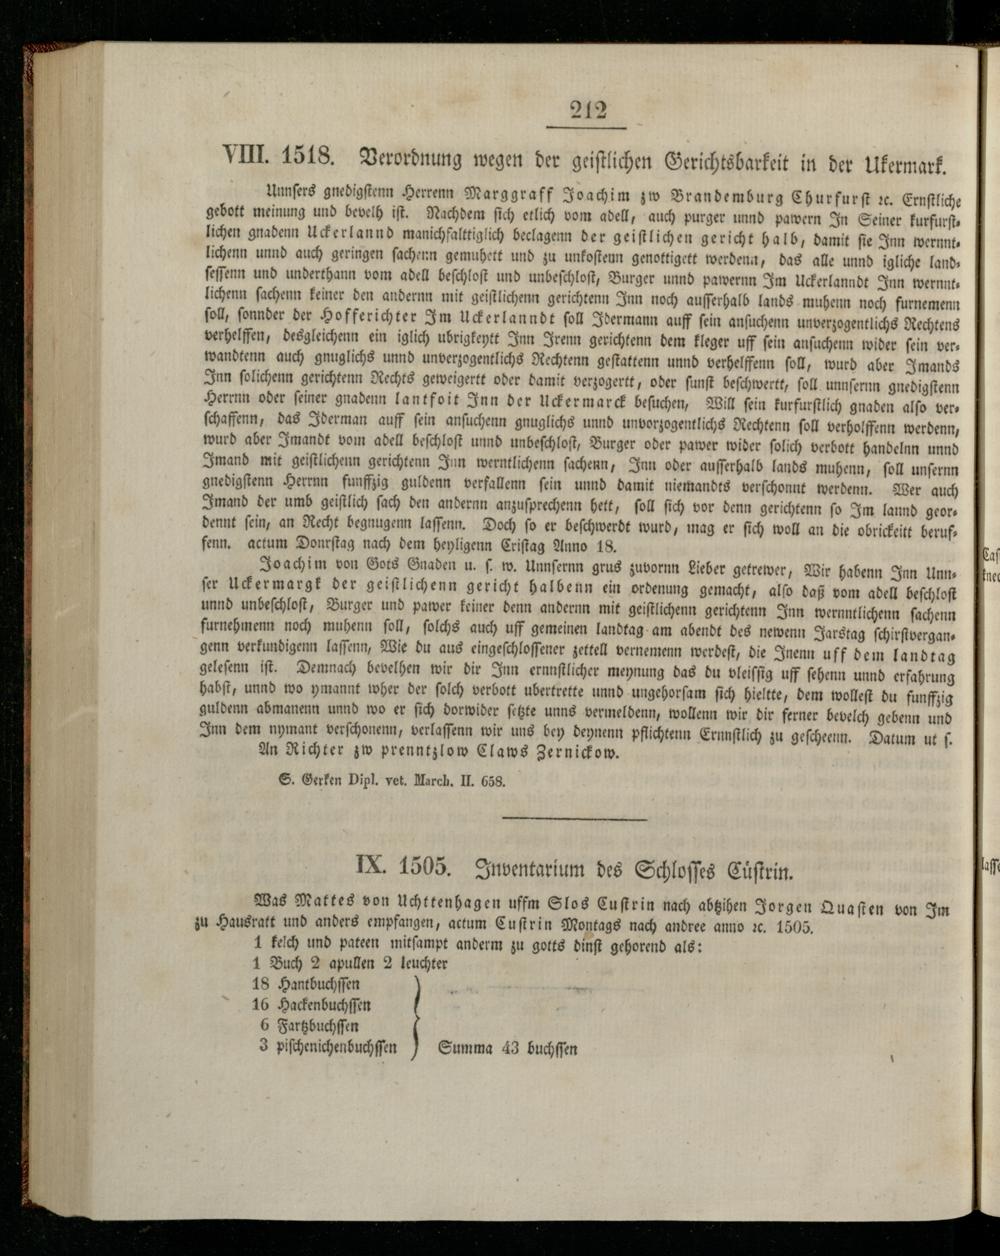 212
VIII. 1518. Verordnung wegen der geistlichen Gerichtsbarkeit in der Ukermark.
Unnsers gnedigstenn Herrenn Marggraff Joachim zw Brandemburg Churfurst ꝛc. Ernstliche
gebott meinung und bevelh ist. Nachdem sich etlich vom adell, auch purger unnd pawern In Seiner kurfurst-
lichen gnadenn Uckerlannd manichfalttiglich beclagenn der geistlichen gericht halb, damit sie Inn wernnt-
lichenn unnd auch geringen sachenn gemuhett und zu unkostenn genottigett werdenn, das alle unnd igliche land-
sessenn und underthann vom adell beschlost und unbeschlost, Burger unnd pawernn Im Uckerlanndt Inn wernnt-
lichenn sachenn keiner den andernn mit geistlichenn gerichtenn Inn noch ausserhalb lands muhenn noch furnemenn
soll, sonnder der Hofferichter Im Uckerlanndt soll Idermann auff sein ansuchenn unverzogentlichs Rechtens
verhelffen, desgleichenn ein iglich ubrigkeytt Inn Irenn gerichtenn dem kleger uff sein ansuchenn wider sein ver-
wandtenn auch gnuglichs unnd unverzogentlichs Rechtenn gestattenn unnd verhelffenn soll, wurd aber Imands
Inn solichenn gerichtenn Rechts geweigertt oder damit verzogertt, oder sunst beschwertt, soll unnsernn gnedigstenn
Herrnn oder seiner gnadenn lantfoit Inn der Uckermarck besuchen, Will sein kurfurstlich gnaden also ver-
schaffenn, das Iderman auff sein ansuchenn gnuglichs unnd unvorzogentlichs Rechtenn soll verholffenn werdenn,
wurd aber Imandt vom adell beschlost unnd unbeschlost, Burger oder pawer wider solich verbott handelnn unnd
Imand mit geistlichenn gerichtenn Inn werntlichenn sachenn, Inn oder ausserhalb lands muhenn, soll unsernn
gnedigstenn Herrnn funffzig guldenn verfallenn sein unnd damit niemandts verschonnt werdenn. Wer auch
Imand der umb geistlich sach den andernn anzusprechenn hett, soll sich vor denn gerichtenn so Im lannd geor-
dennt sein, an Recht begnugenn lassenn. Doch so er beschwerdt wurd, mag er sich woll an die obrickeitt beruf-
fenn. actum Donrstag nach dem heyligenn Cristag Anno 18.
Joachim von Gots Gnaden u. s. w. Unnsernn grus zuvornn Lieber getrewer, Wir habenn Inn Unn-
ser Uckermargk der geistlichenn gericht halbenn ein ordenung gemacht, also daß vom adell beschlost
unnd unbeschlost, Burger und pawer keiner denn andernn mit geistlichenn gerichtenn Inn wernntlichenn sachenn
furnehmenn noch muhenn soll, solchs auch uff gemeinen landtag am abendt des newenn Jarstag schirstvergan-
genn verkundigenn lassenn, Wie du aus eingeschlossener zettell vernemenn werdest, die Inenn uff dem landtag
gelesenn ist. Demnach bevelhen wir dir Inn ernnstlicher meynung das du vleissig uff sehenn unnd erfahrung
habst, unnd wo ymannt wher der solch verbott ubertrette unnd ungehorsam sich hieltte, dem wollest du funffzig
guldenn abmanenn unnd wo er sich dorwider setzte unns vermeldenn, wollenn wir dir ferner bevelch gebenn und
Inn dem nymant verschonenn, verlassenn wir uns bey deynenn pflichtenn Ernnstlich zu gescheenn. Datum ut s.
An Richter zw prenntzlow Claws Zernickow.
S. Gerken Dipl. vet. March. II. 658.
IX. 1505. Inventarium des Schlosses Cüstrin.
Was Mattes von Uchttenhagen uffm Slos Custrin nach abtzihen Jorgen Quasten von Im
zu Hausratt und anders empfangen, actum Custrin Montags nach andree anno ꝛc. 1505.
1 kelch und pateen mitsampt anderm zu gotts dinst gehorend als:
1 Buch 2 apullen 2 leuchter
18 Hantbuchssen
16 Hackenbuchssen
6 Fartzbuchssen
3 pischenichenbuchssen } Summa 43 buchssen